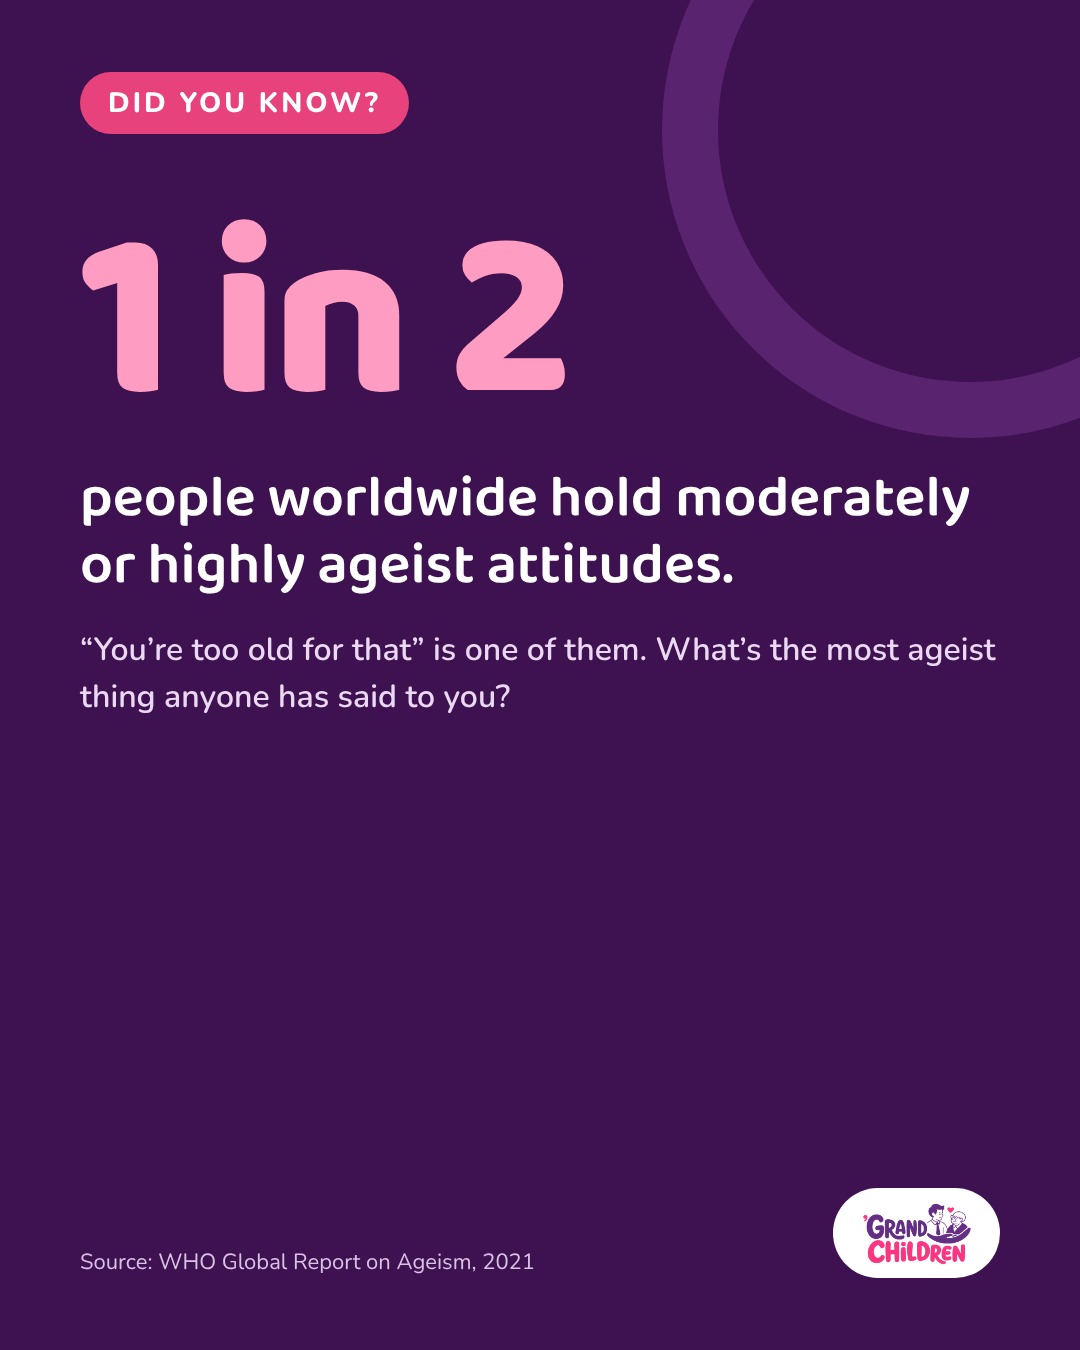 DID YOU KNOW?
1 in 2
people worldwide hold moderately
or highly ageist attitudes.
“You’re too old for that” is one of them. What’s the most ageist
thing anyone has said to you?
Source: WHO Global Report on Ageism, 2021
’GRAND
CHiLDREN